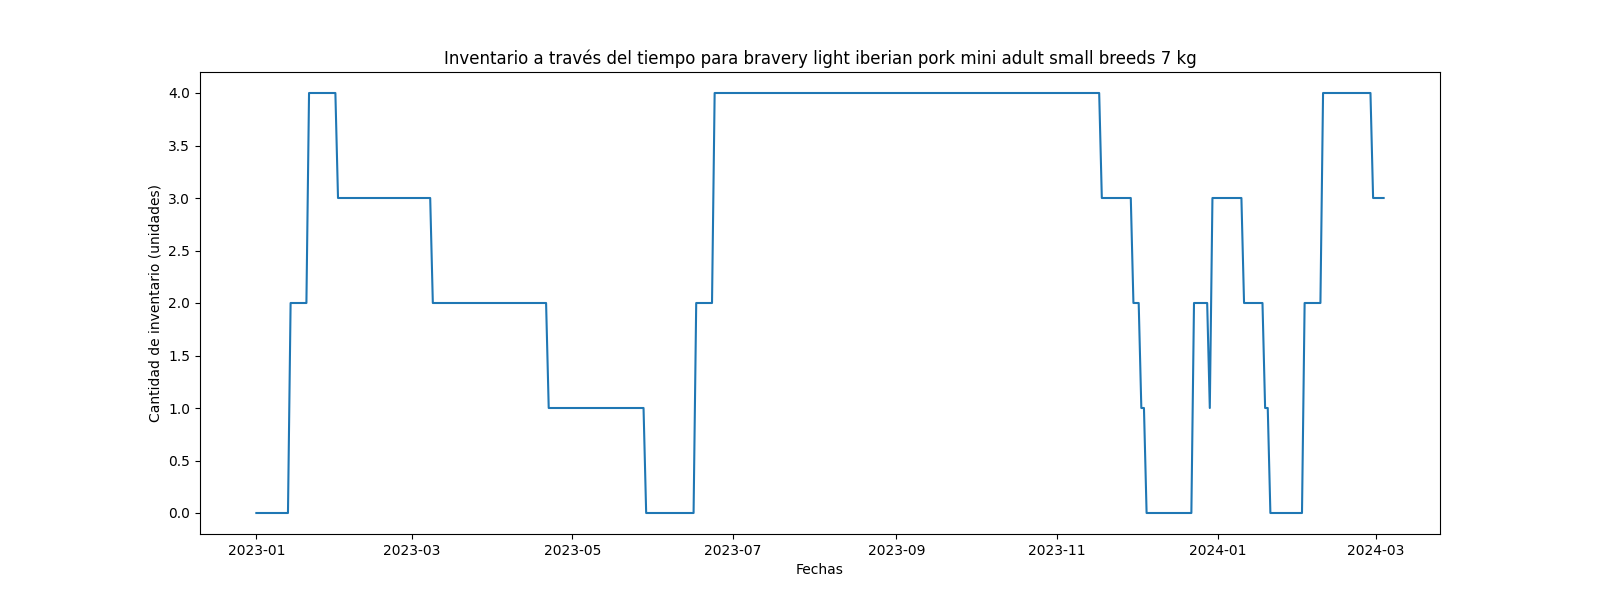 Inventario a través del tiempo para bravery light iberian pork mini adult small breeds 7 kg
Cantidad de inventario (unidades)
4.0
3.5
3.0
2.5
2.0
1.5
1.0
0.5
0.0
2023-01 2023-03 2023-05 2023-07 2023-09 2023-11 2024-01 2024-03
Fechas